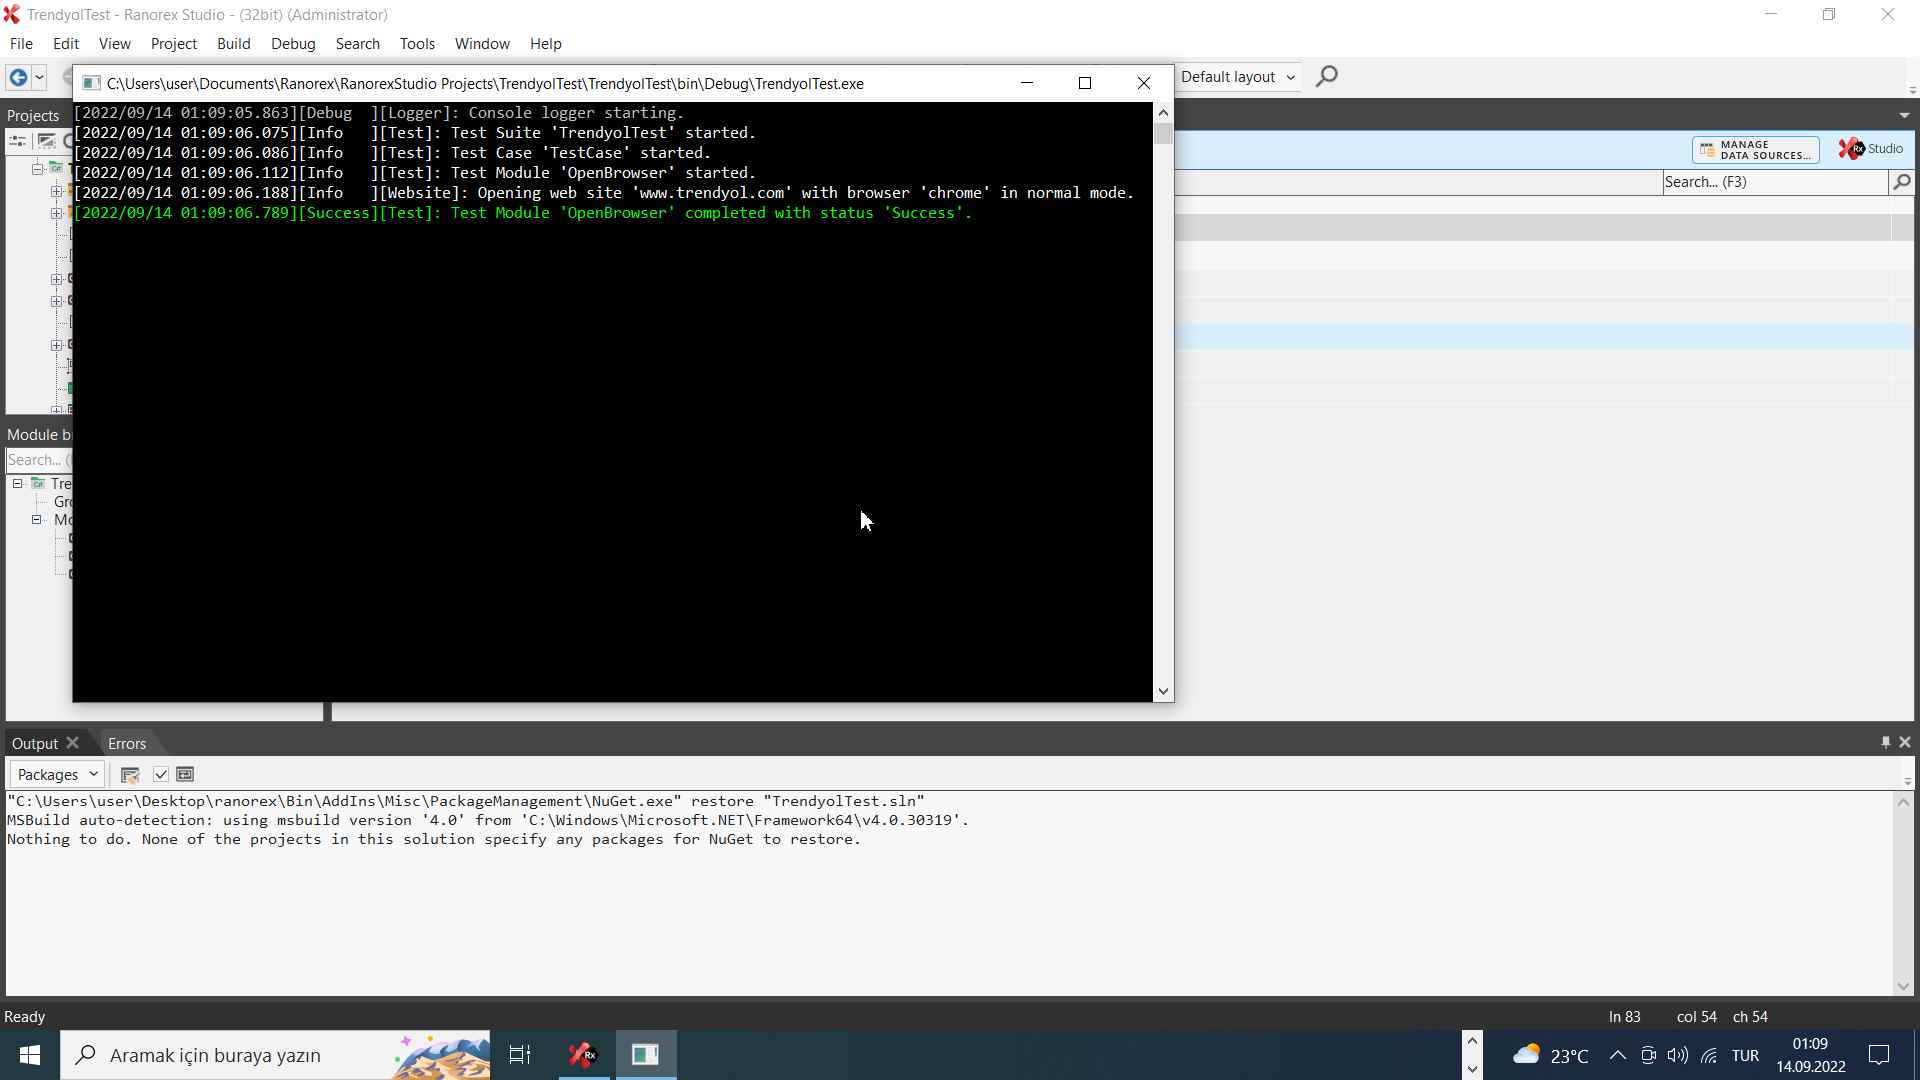 TrendyolTest - Ranorex Studio - (32bit) (Administrator)
File Edit View Project Build Debug Search Tools Window Help
C:\Users\user\Documents\Ranorex\RanorexStudio Projects\TrendyolTest\TrendyolTest\bin\Debug\TrendyolTest.exe
Default layout
[2022/09/14 01:09:05.863][Debug  ][Logger]: Console logger starting.
[2022/09/14 01:09:06.075][Info   ][Test]: Test Suite 'TrendyolTest' started.
[2022/09/14 01:09:06.086][Info   ][Test]: Test Case 'TestCase' started.
[2022/09/14 01:09:06.112][Info   ][Test]: Test Module 'OpenBrowser' started.
[2022/09/14 01:09:06.188][Info   ][Website]: Opening web site 'www.trendyol.com' with browser 'chrome' in normal mode.
[2022/09/14 01:09:06.789][Success][Test]: Test Module 'OpenBrowser' completed with status 'Success'.
Projects
MANAGE
DATA SOURCES...
Rx Studio
Search... (F3)
Module b
Search... (
Tre
Gr
Mo
Output Errors
Packages
"C:\Users\user\Desktop\ranorex\Bin\AddIns\Misc\PackageManagement\NuGet.exe" restore "TrendyolTest.sln"
MSBuild auto-detection: using msbuild version '4.0' from 'C:\Windows\Microsoft.NET\Framework64\v4.0.30319'.
Nothing to do. None of the projects in this solution specify any packages for NuGet to restore.
Ready
ln 83 col 54 ch 54
Aramak için buraya yazın
Rx
23°C
TUR
01:09
14.09.2022